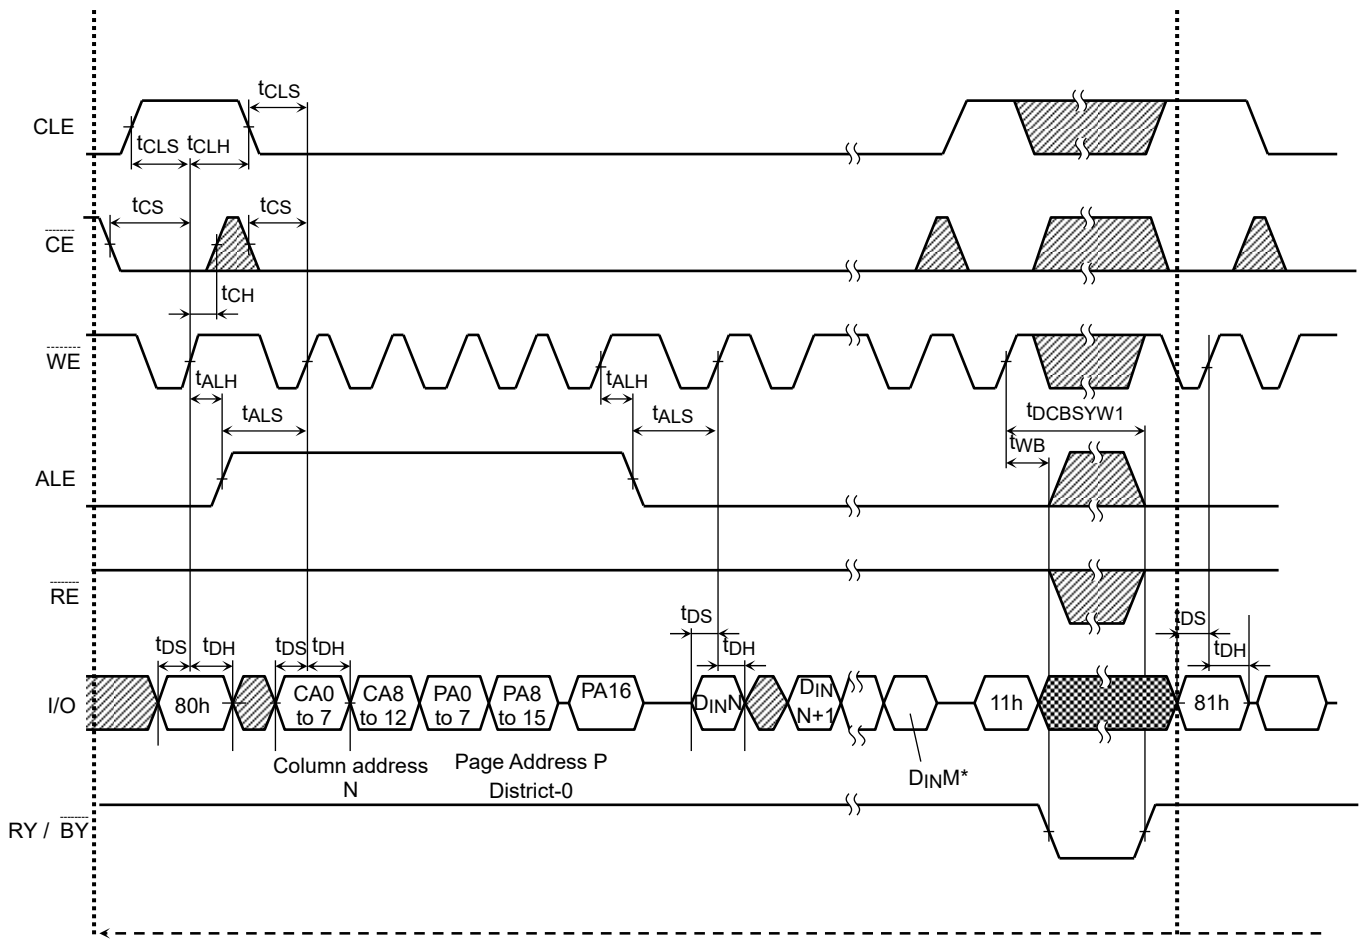 tCLS
CLE
tCLS tCLH
tCS tCS
CE
tCH
WE
tALH tALH
tALS tALS tDCBSYW1
tWB
ALE
RE
tDS tDS
tDS tDH tDS tDH tDH tDH
I/O 80h CA0 to 7 CA8 to 12 PA0 to 7 PA8 to 15 PA16 DINN DIN N+1 11h 81h
Column address N
Page Address P
District-0
DINM*
RY / BY